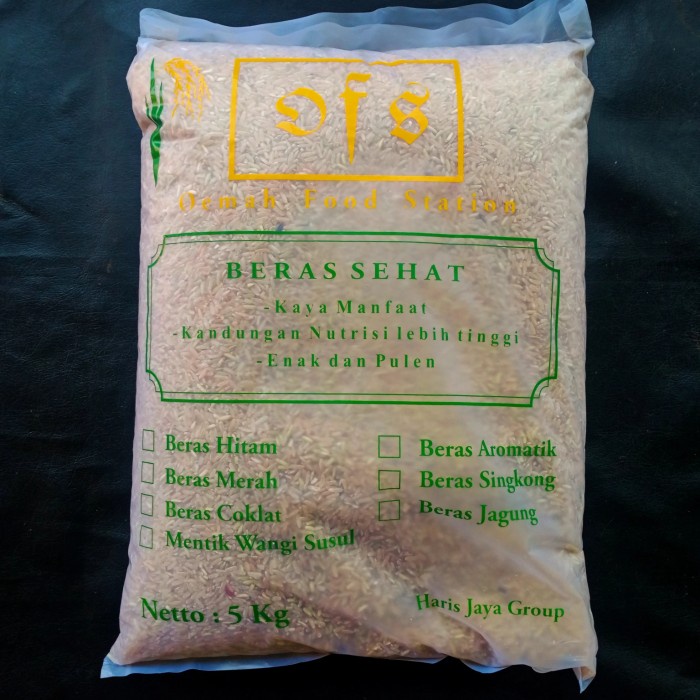 OfS
Oemah Food Station
BERAS SEHAT
-Kaya Manfaat
-Kandungan Nutrisi lebih tinggi
-Enak dan Pulen
Beras Hitam
Beras Merah
Beras Coklat
Mentik Wangi Susul
Beras Aromatik
Beras Singkong
Beras Jagung
Netto : 5 Kg
Haris Jaya Group